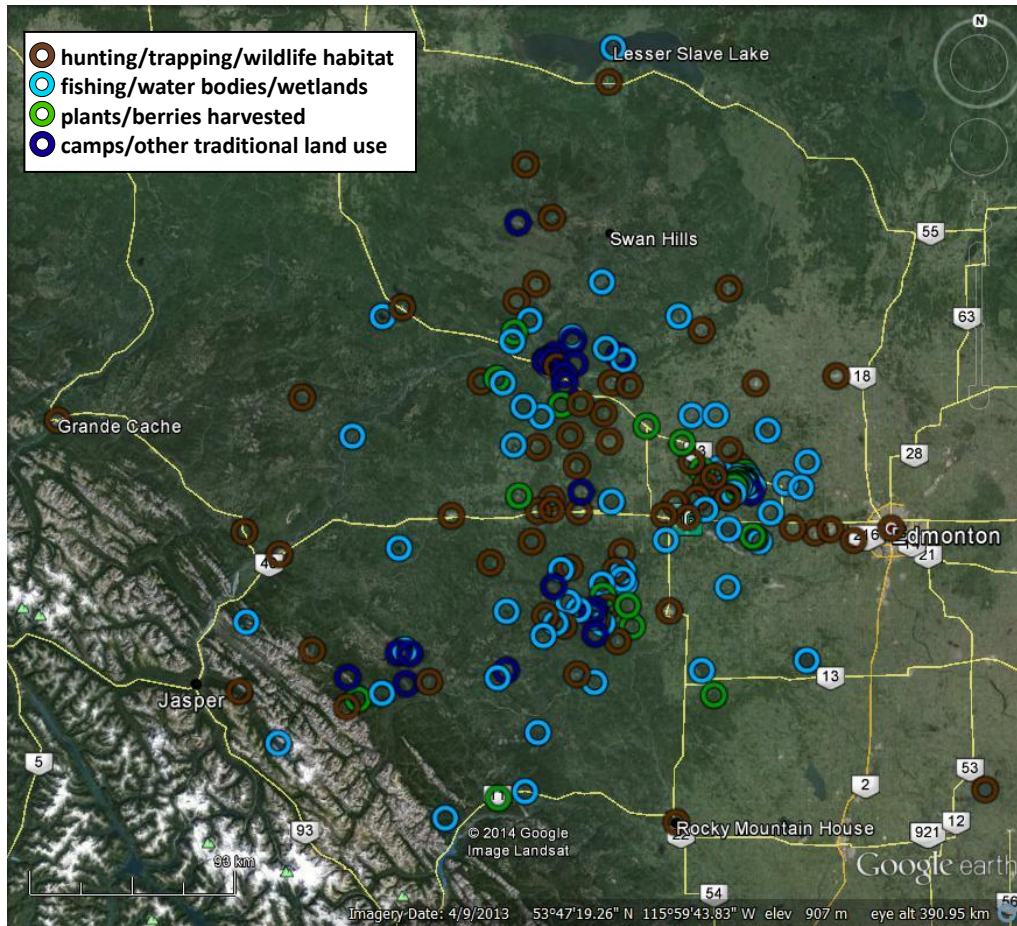 hunting/trapping/wildlife habitat
fishing/water bodies/wetlands
plants/berries harvested
camps/other traditional land use
N
Lesser Slave Lake
55
Swan Hills
63
18
Grande Cache
28
Edmonton
216
21
13
Jasper
5
2
53
93
© 2014 Google
Image Landsat
Rocky Mountain House
22
12
921
93 km
Google earth
54
56
Imagery Date: 4/9/2013 53°47'19.26" N 115°59'43.83" W elev 907 m eye alt 390.95 km